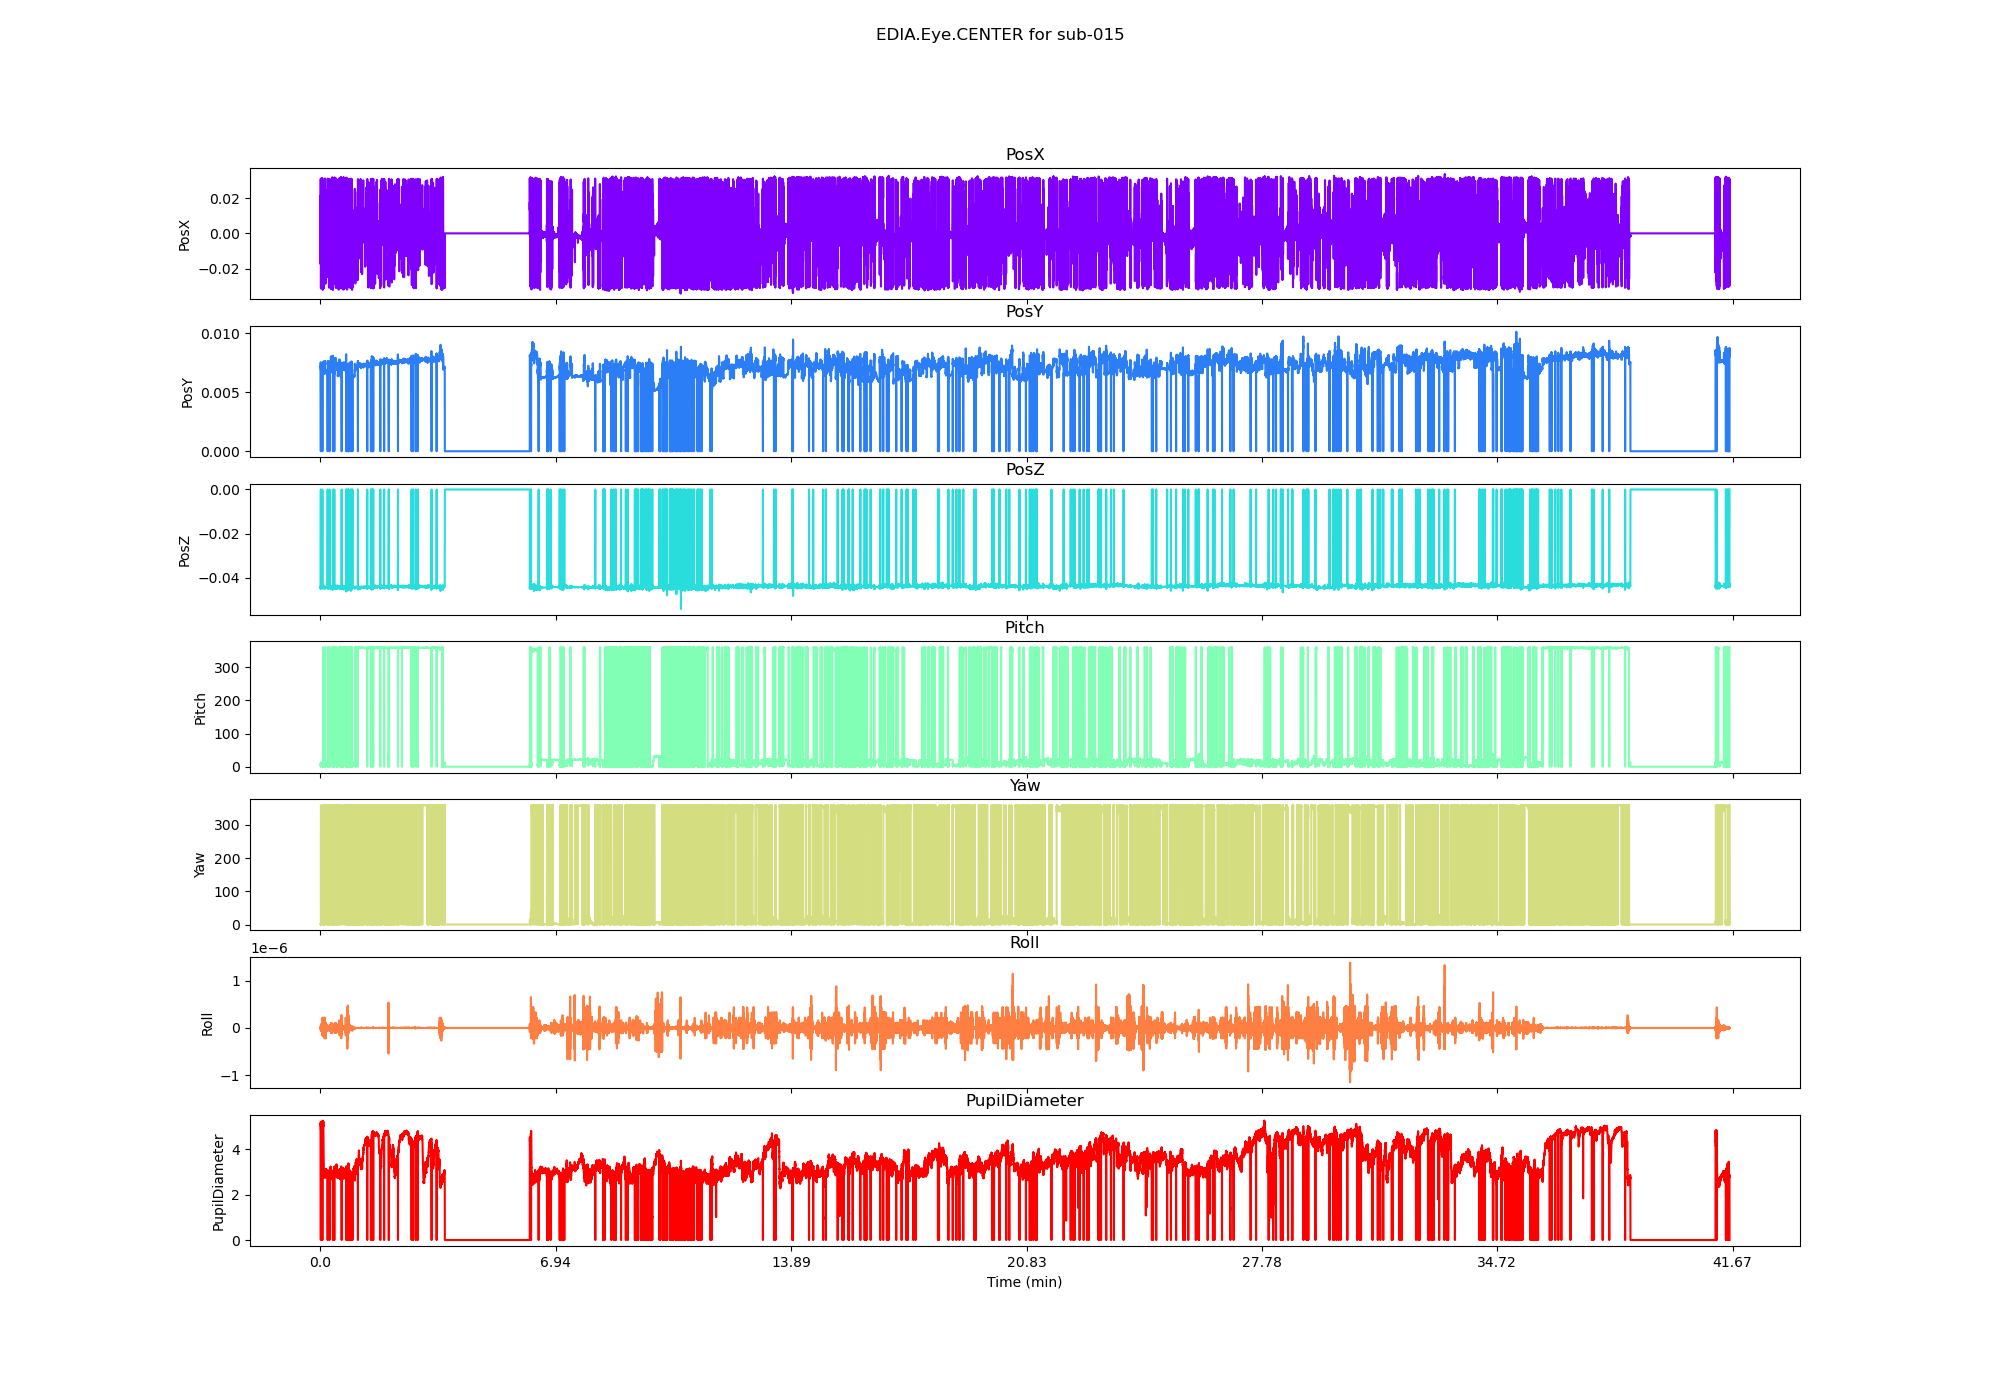 EDIA.Eye.CENTER for sub-015
PosX
0.02
0.00
−0.02
PosX
PosY
0.010
0.005
0.000
PosY
PosZ
0.00
−0.02
−0.04
PosZ
Pitch
300
200
100
0
Pitch
Yaw
300
200
100
0
Yaw
1e−6
Roll
1
0
−1
Roll
PupilDiameter
4
2
0
PupilDiameter
0.0 6.94 13.89 20.83 27.78 34.72 41.67
Time (min)